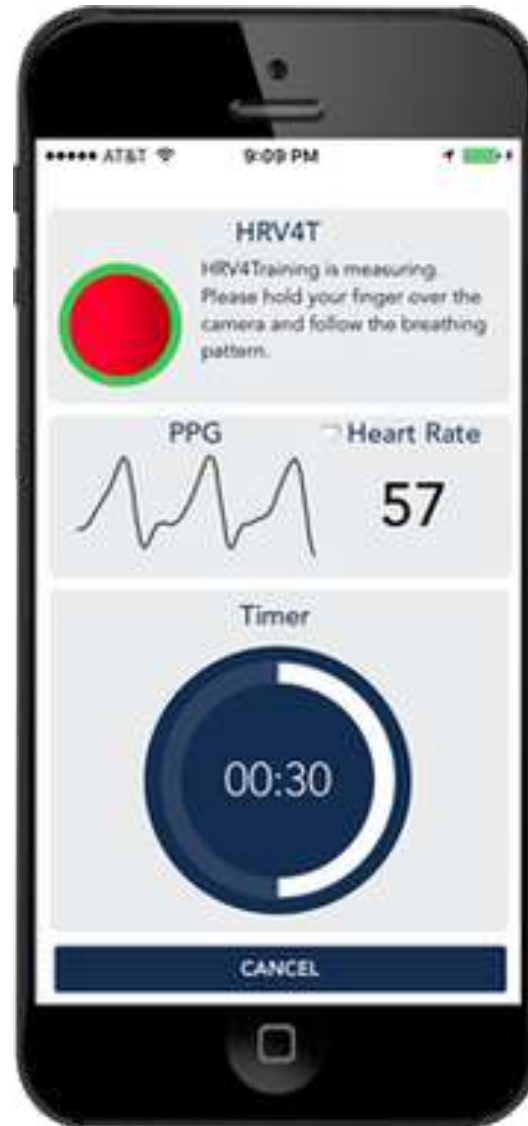 AT&T 9:09 PM
HRV4T
HRV4Training is measuring.
Please hold your finger over the
camera and follow the breathing
pattern.
PPG Heart Rate
57
Timer
00:30
CANCEL